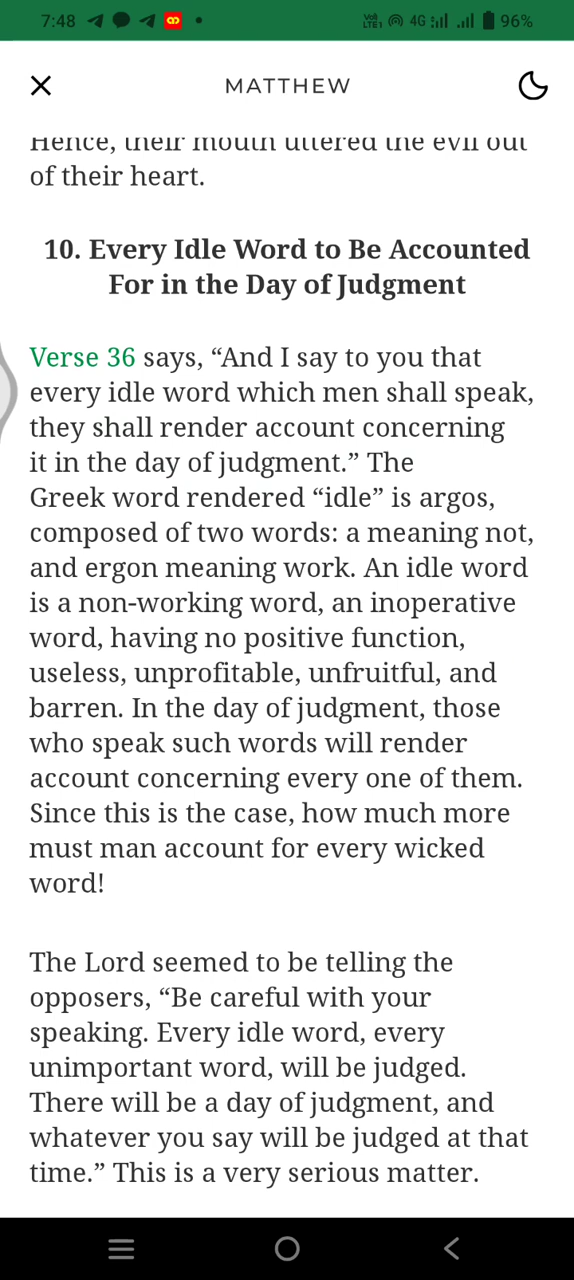 7:48
VoI) LTE1 4G 96%
MATTHEW
Hence, their mouth uttered the evil out
of their heart.
10. Every Idle Word to Be Accounted
For in the Day of Judgment
Verse 36 says, “And I say to you that
every idle word which men shall speak,
they shall render account concerning
it in the day of judgment.” The
Greek word rendered “idle” is argos,
composed of two words: a meaning not,
and ergon meaning work. An idle word
is a non-working word, an inoperative
word, having no positive function,
useless, unprofitable, unfruitful, and
barren. In the day of judgment, those
who speak such words will render
account concerning every one of them.
Since this is the case, how much more
must man account for every wicked
word!
The Lord seemed to be telling the
opposers, “Be careful with your
speaking. Every idle word, every
unimportant word, will be judged.
There will be a day of judgment, and
whatever you say will be judged at that
time.” This is a very serious matter.